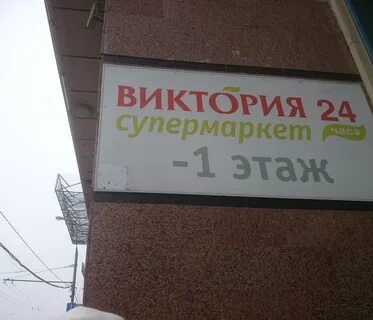 ВИКТОРИЯ 24
супермаркет часа
-1 этаж